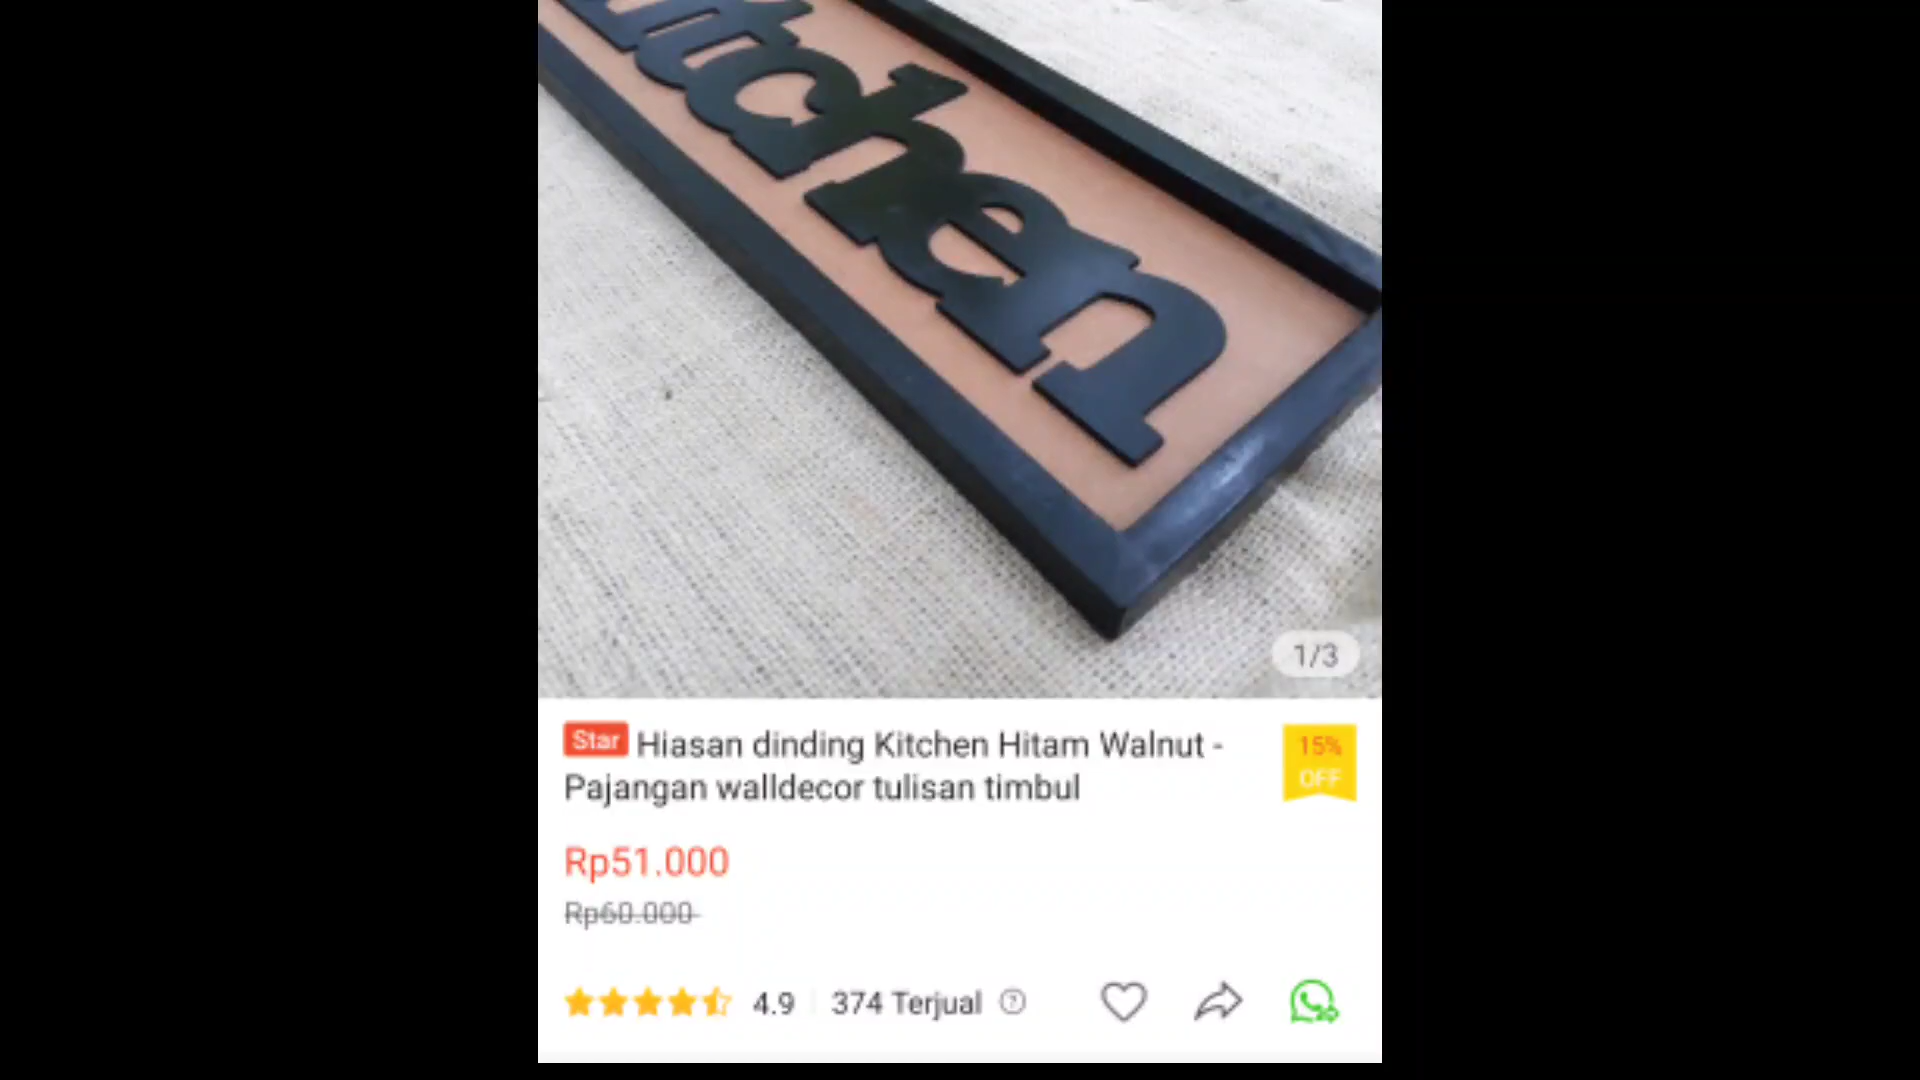 1/3
Star Hiasan dinding Kitchen Hitam Walnut -
Pajangan walldecor tulisan timbul
15%
OFF
Rp51.000
Rp60.000
4.9 374 Terjual ?